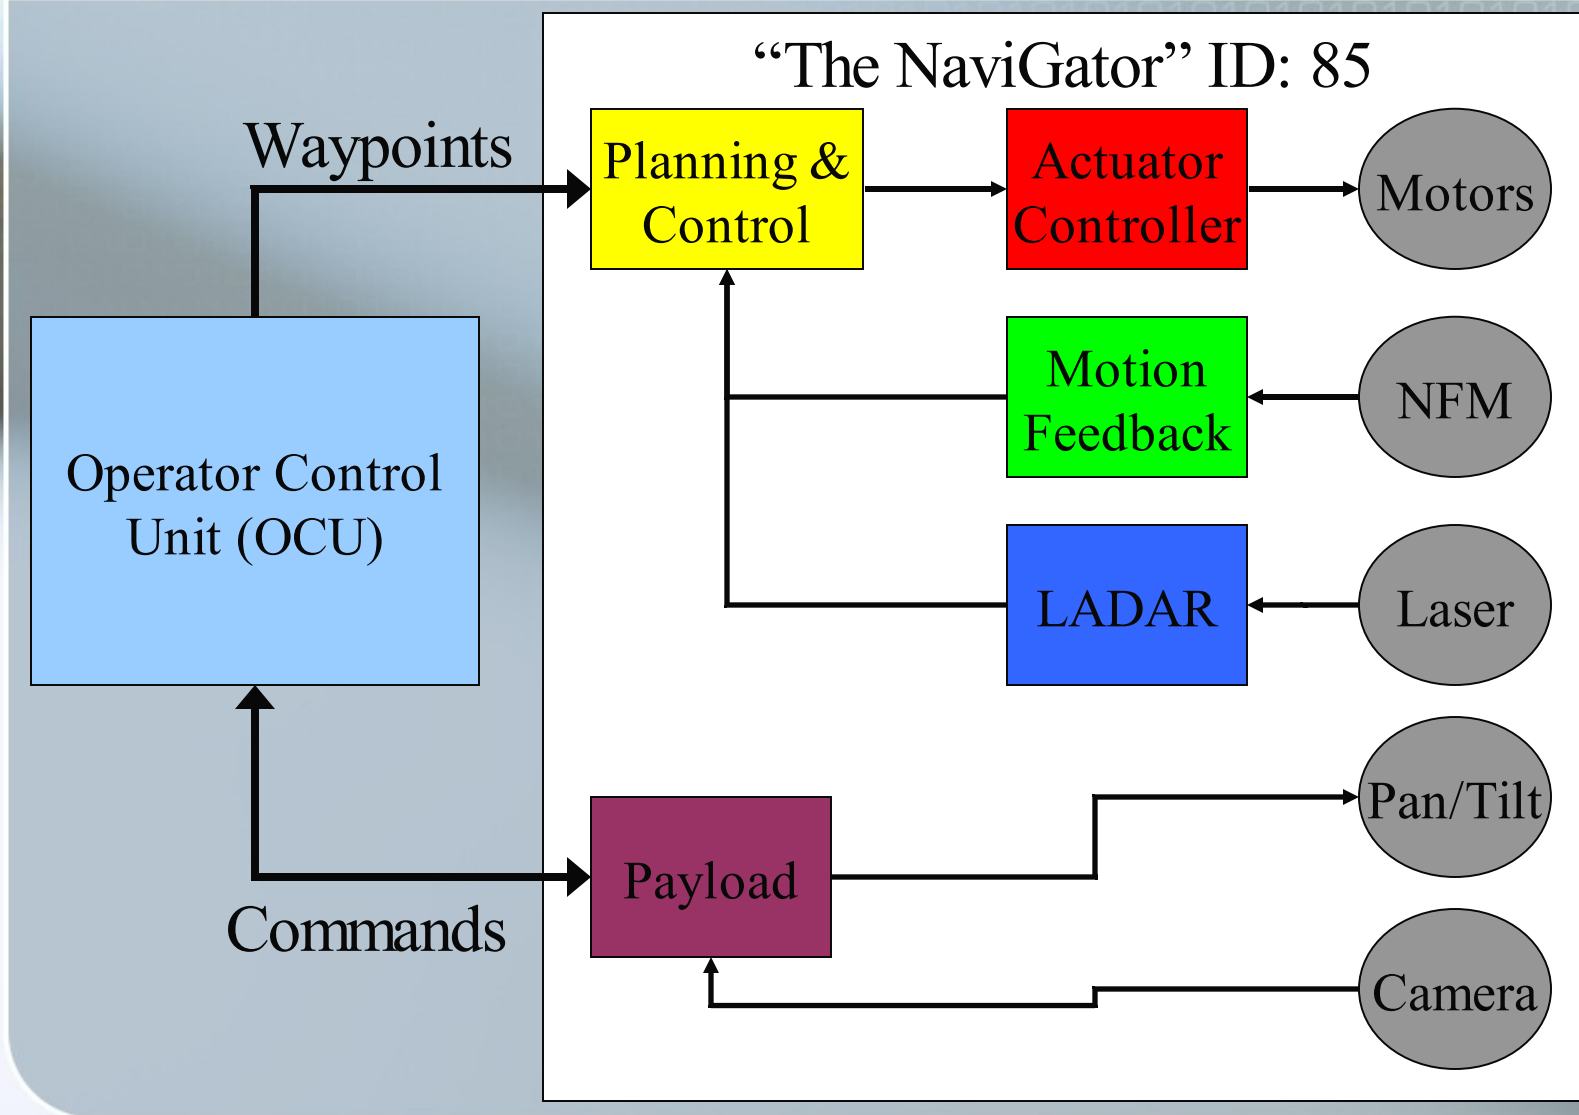 “The NaviGator” ID: 85
Waypoints
Planning &
Control
Actuator
Controller
Motors
Motion
Feedback
NFM
Operator Control
Unit (OCU)
LADAR
Laser
Pan/Tilt
Payload
Commands
Camera